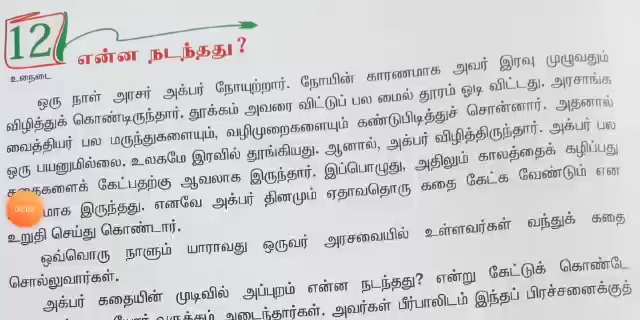 12
என்ன நடந்தது?
உரைநடை
ஒரு நாள் அரசர் அக்பர் நோயுற்றார். நோயின் காரணமாக அவர் இரவு முழுவதும்
விழித்துக் கொண்டிருந்தார். தூக்கம் அவரை விட்டுப் பல மைல் தூரம் ஓடி விட்டது. அரசாங்க
வைத்தியர் பல மருந்துகளையும், வழிமுறைகளையும் கண்டுபிடித்துச் சொன்னார். அதனால்
ஒரு பயனுமில்லை. உலகமே இரவில் தூங்கியது. ஆனால், அக்பர் விழித்திருந்தார். அக்பர் பல
கதைகளைக் கேட்பதற்கு ஆவலாக இருந்தார். இப்பொழுது, அதிலும் காலத்தைக் கழிப்பது
மாக இருந்தது. எனவே அக்பர் தினமும் ஏதாவதொரு கதை கேட்க வேண்டும் என
உறுதி செய்து கொண்டார்.
ஒவ்வொரு நாளும் யாராவது ஒருவர் அரசவையில் உள்ளவர்கள் வந்துக் கதை
சொல்லுவார்கள்.
அக்பர் கதையின் முடிவில் அப்புறம் என்ன நடந்தது? என்று கேட்டுக் கொண்டே
வருத்தம் அடைந்தார்கள். அவர்கள் பீர்பாலிடம் இந்தப் பிரச்சனைக்குத்